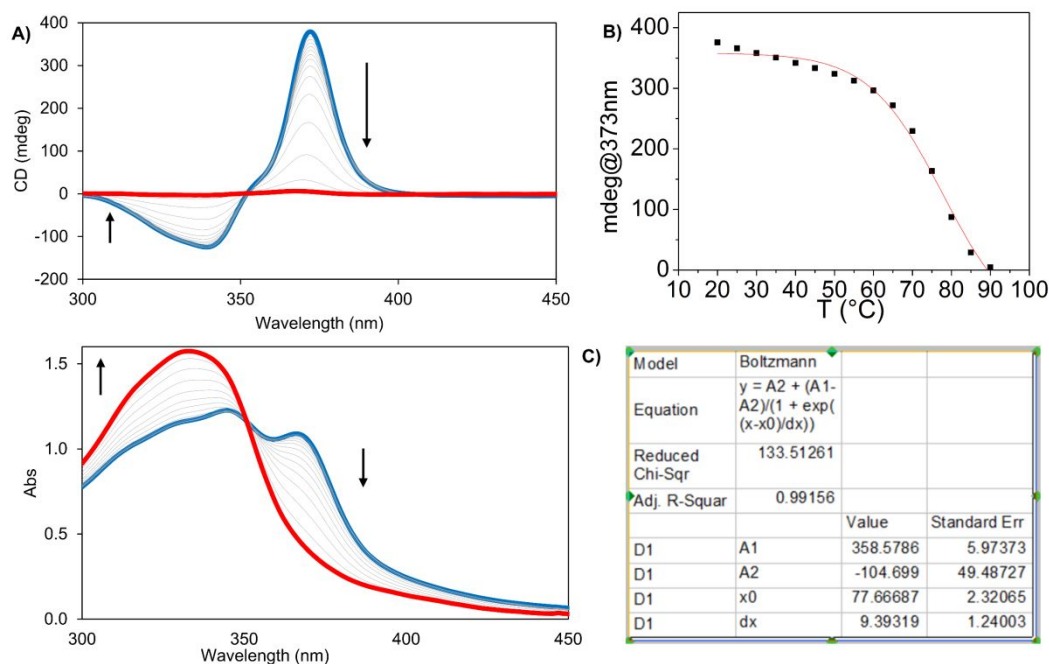 A)
400
300
200
100
0
-100
-200
CD (mdeg)
300
350
400
450
Wavelength (nm)
1.5
1.0
0.5
0.0
Abs
300
350
400
450
Wavelength (nm)
B)
400
300
200
100
0
mdeg@373nm
10 20 30 40 50 60 70 80 90 100
T (°C)
C)
Model Boltzmann
Equation
y = A2 + (A1-
A2)/(1 + exp(
(x-x0)/dx))
Reduced
Chi-Sqr
133.51261
Adj. R-Squar 0.99156
Value Standard Err
D1 A1 358.5786 5.97373
D1 A2 -104.699 49.48727
D1 x0 77.66687 2.32065
D1 dx 9.39319 1.24003